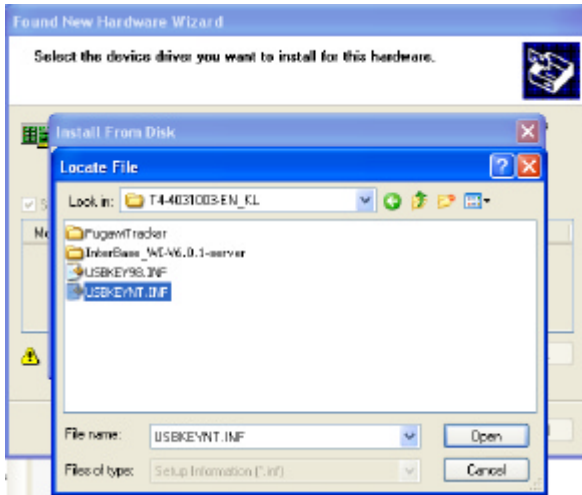 Found New Hardware Wizard
Select the device driver you want to install for this hardware.
Install From Disk
Locate File
Look in: T4-4031003-EN_KL
FugawiTracker
InterBase_WI-V6.0.1-server
USBKEY98.INF
USBKEYNT.INF
File name: USBKEYNT.INF Open
Files of type: Setup Information (*.inf) Cancel